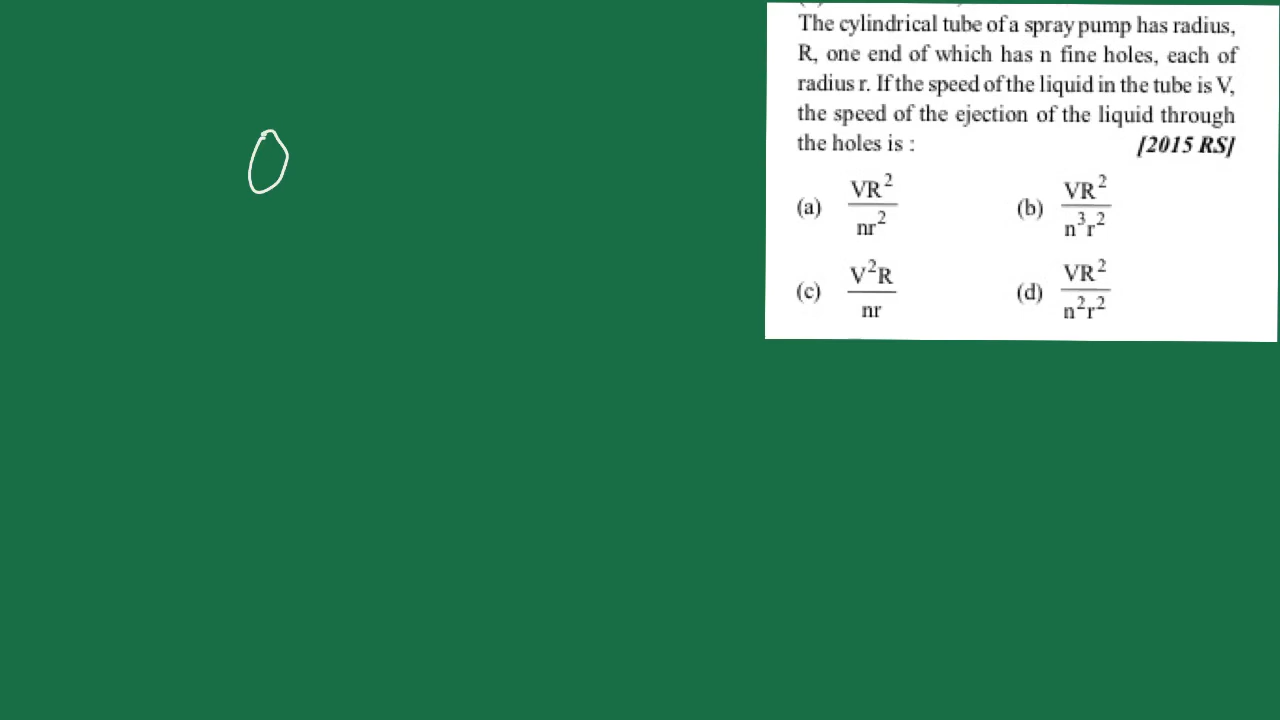 The cylindrical tube of a spray pump has radius,
R, one end of which has n fine holes, each of
radius r. If the speed of the liquid in the tube is V,
the speed of the ejection of the liquid through
the holes is : [2015 RS]
(a) VR²/nr² (b) VR²/n³r²
(c) V²R/nr (d) VR²/n²r²